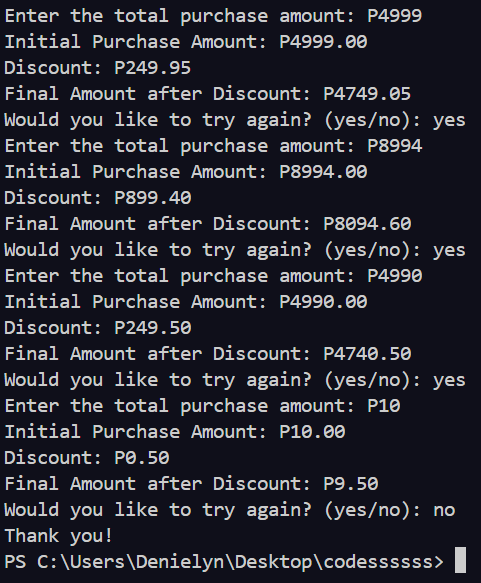 Enter the total purchase amount: P4999
Initial Purchase Amount: P4999.00
Discount: P249.95
Final Amount after Discount: P4749.05
Would you like to try again? (yes/no): yes
Enter the total purchase amount: P8994
Initial Purchase Amount: P8994.00
Discount: P899.40
Final Amount after Discount: P8094.60
Would you like to try again? (yes/no): yes
Enter the total purchase amount: P4990
Initial Purchase Amount: P4990.00
Discount: P249.50
Final Amount after Discount: P4740.50
Would you like to try again? (yes/no): yes
Enter the total purchase amount: P10
Initial Purchase Amount: P10.00
Discount: P0.50
Final Amount after Discount: P9.50
Would you like to try again? (yes/no): no
Thank you!
PS C:\Users\Denielyn\Desktop\codessssss>